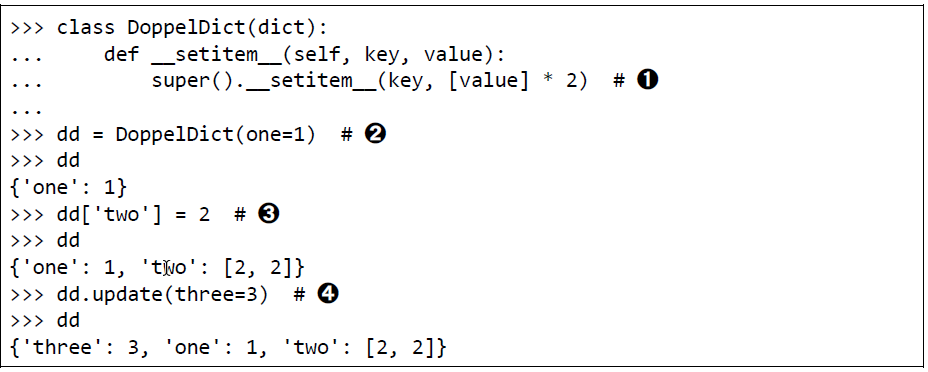 >>> class DoppelDict(dict):
...     def __setitem__(self, key, value):
...         super().__setitem__(key, [value] * 2)  # ❶
...
>>> dd = DoppelDict(one=1)  # ❷
>>> dd
{'one': 1}
>>> dd['two'] = 2  # ❸
>>> dd
{'one': 1, 'two': [2, 2]}
>>> dd.update(three=3)  # ❹
>>> dd
{'three': 3, 'one': 1, 'two': [2, 2]}